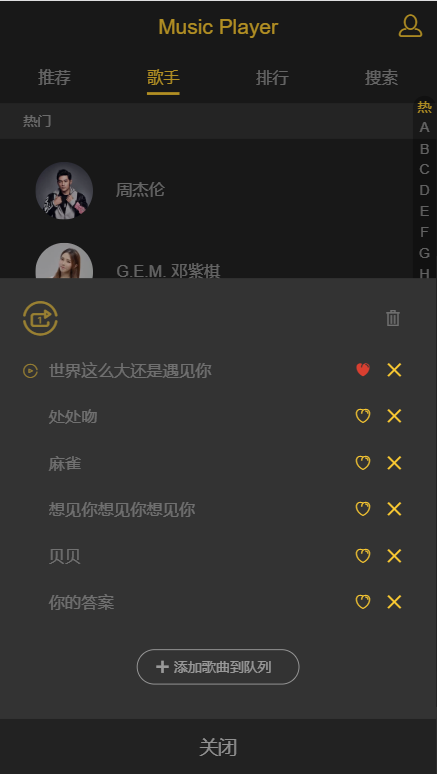 Music Player
推荐 歌手 排行 搜索
热门
热
A
B
C
D
E
F
G
H
周杰伦
G.E.M. 邓紫棋
1
世界这么大还是遇见你
处处吻
麻雀
想见你想见你想见你
贝贝
你的答案
添加歌曲到队列
关闭